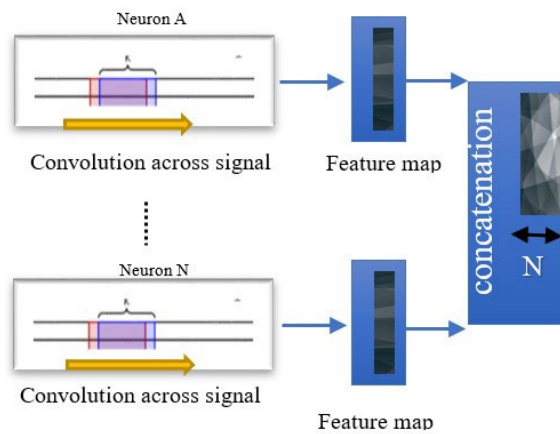 Neuron A
K
Convolution across signal
Feature map
concatenation
N
Neuron N
K
Convolution across signal
Feature map